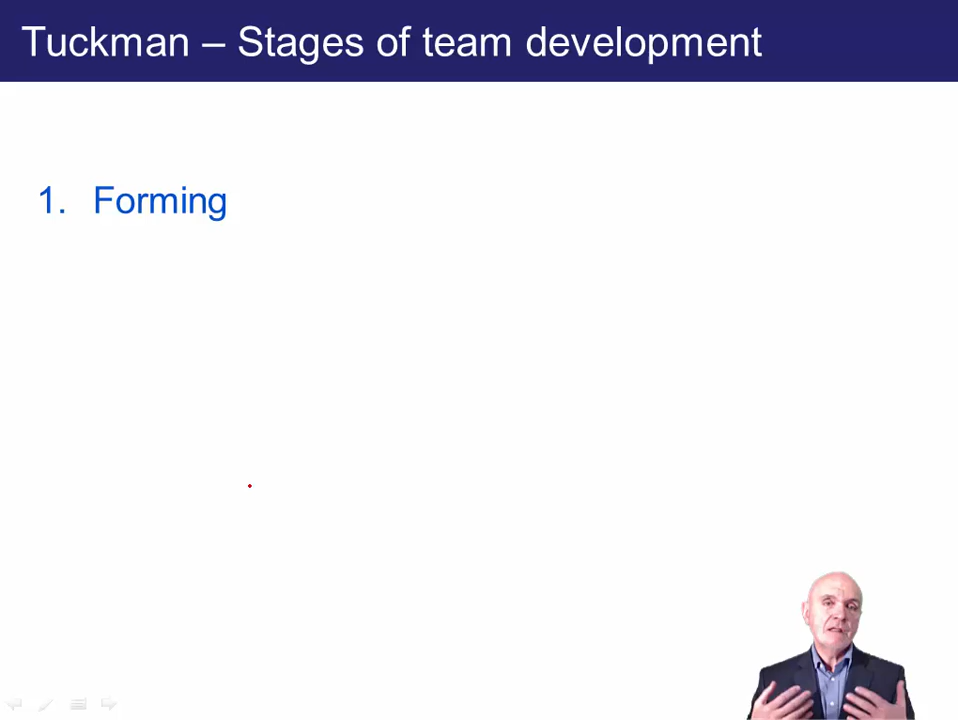 Tuckman – Stages of team development
1. Forming